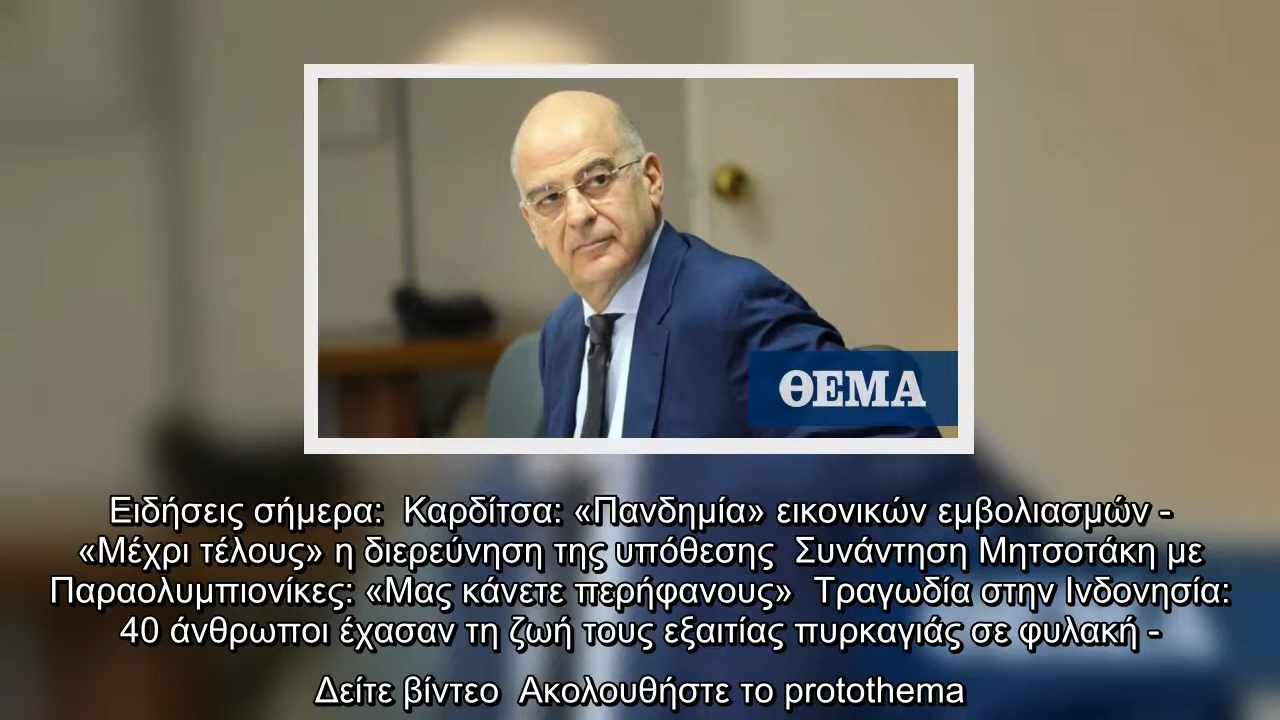 ΘΕΜΑ
Ειδήσεις σήμερα: Καρδίτσα: «Πανδημία» εικονικών εμβολιασμών -
«Μέχρι τέλους» η διερεύνηση της υπόθεσης Συνάντηση Μητσοτάκη με
Παραολυμπιονίκες: «Μας κάνετε περήφανους» Τραγωδία στην Ινδονησία:
40 άνθρωποι έχασαν τη ζωή τους εξαιτίας πυρκαγιάς σε φυλακή -
Δείτε βίντεο Ακολουθήστε το protothema